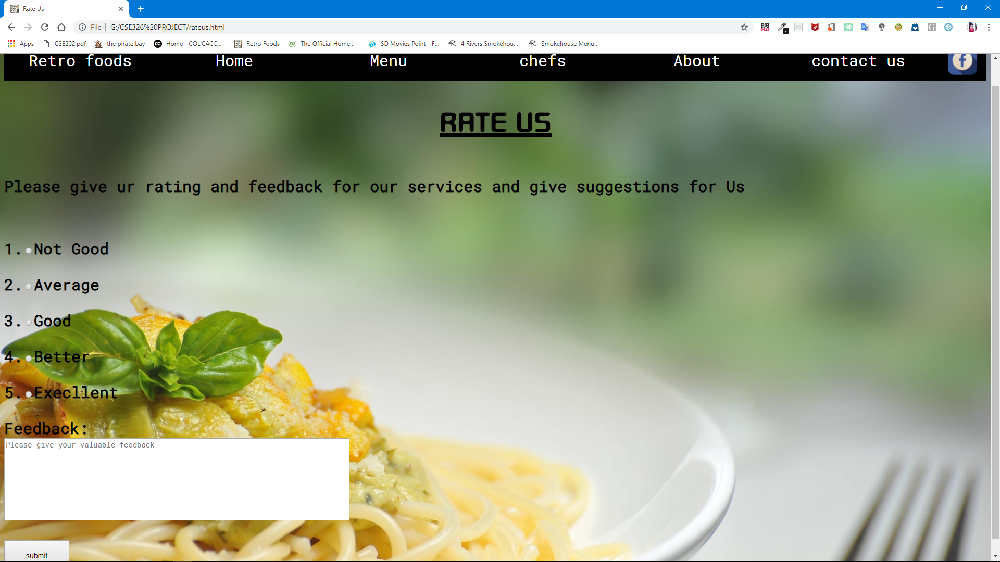 Rate Us
File G:/CSE326%20PROJECT/rateus.html
OFF
Apps CSE202.pdf the pirate bay CC Home - COL'CACC... Retro Foods YTS The Official Home... SD Movies Point - F... 4 Rivers Smokehou... Smokehouse Menu...
Retro foods Home Menu chefs About contact us f
RATE US
Please give ur rating and feedback for our services and give suggestions for Us
1. Not Good
2. Average
3. Good
4. Better
5. Execllent
Feedback:
Please give your valuable feedback
submit